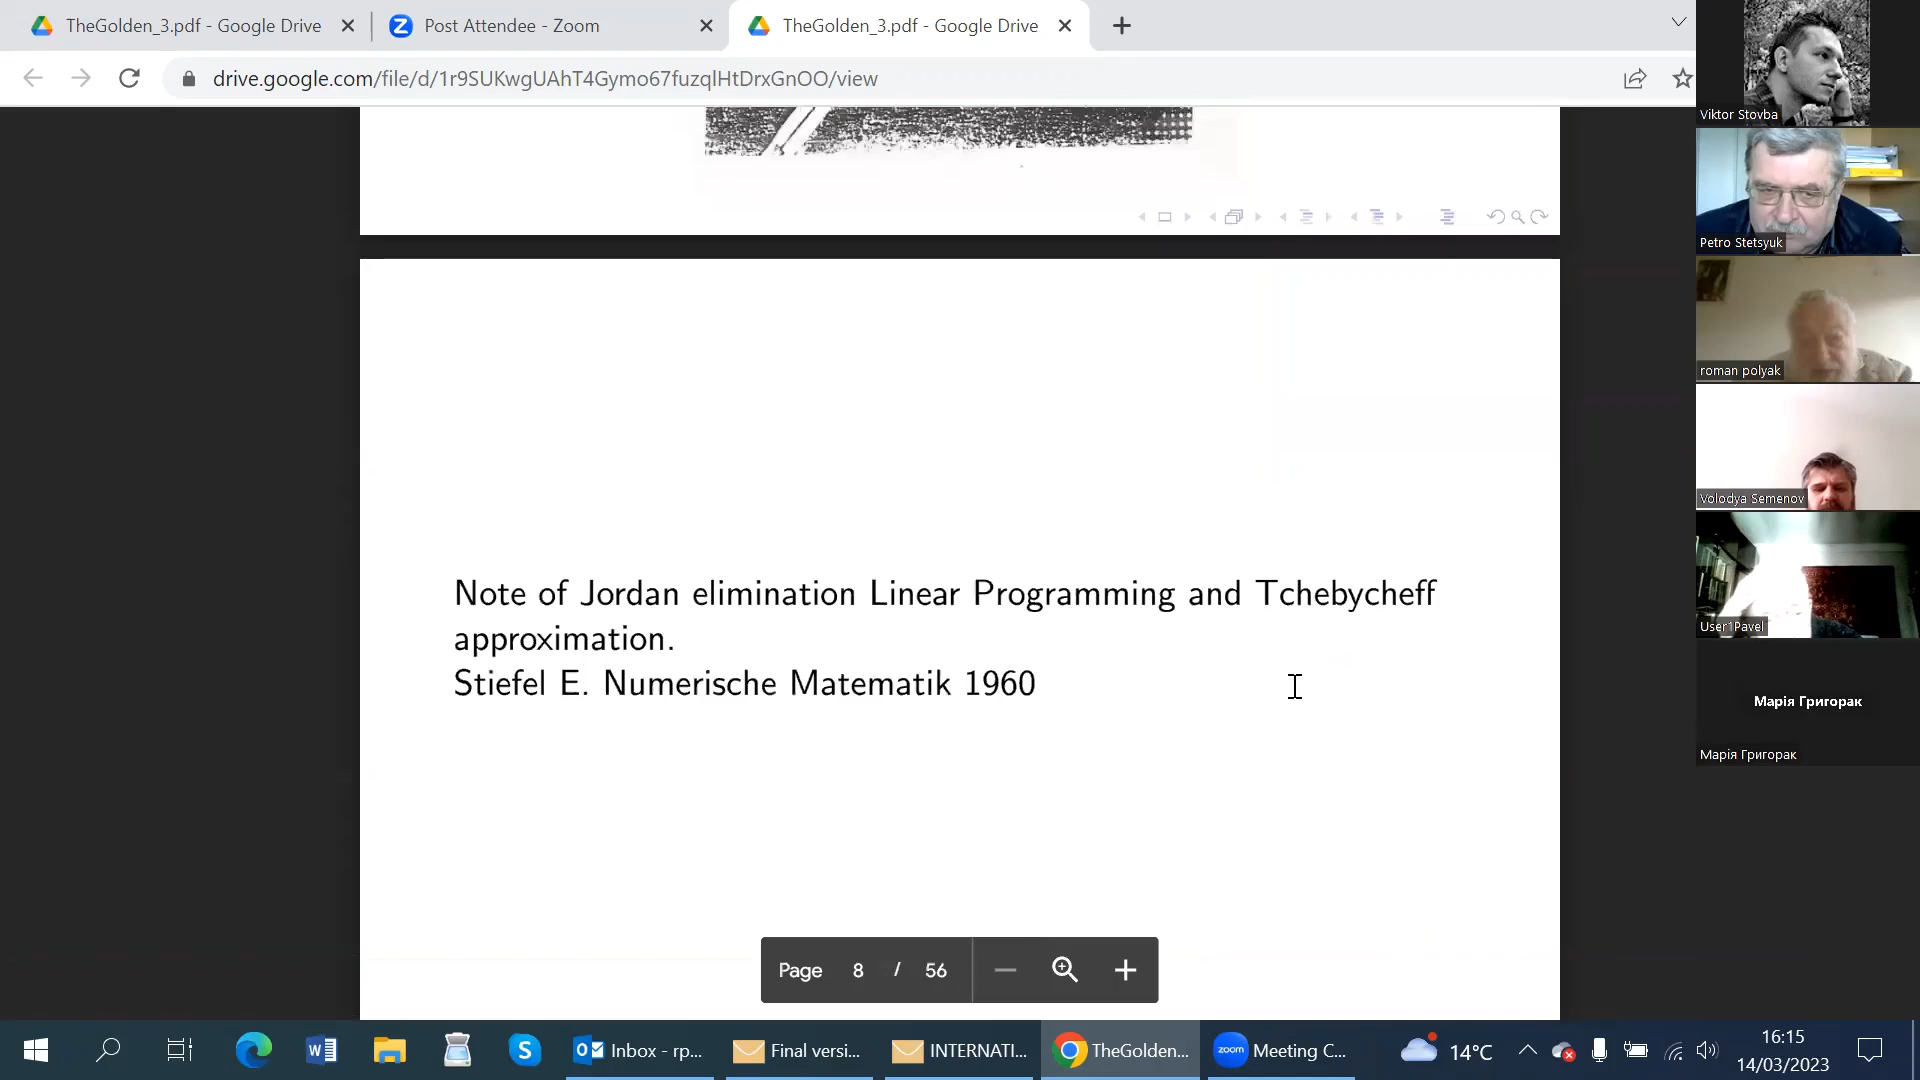 TheGolden_3.pdf - Google Drive
Post Attendee - Zoom
TheGolden_3.pdf - Google Drive
drive.google.com/file/d/1r9SUKwgUAhT4Gymo67fuzqlHtDrxGnOO/view
Viktor Stovba
Petro Stetsyuk
roman polyak
Volodya Semenov
User1Pavel
Марія Григорак
Марія Григорак
Note of Jordan elimination Linear Programming and Tchebycheff
approximation.
Stiefel E. Numerische Matematik 1960
Page 8 / 56
Inbox - rp...
Final versi...
INTERNATI...
TheGolden...
zoom
Meeting C...
14°C
16:15
14/03/2023